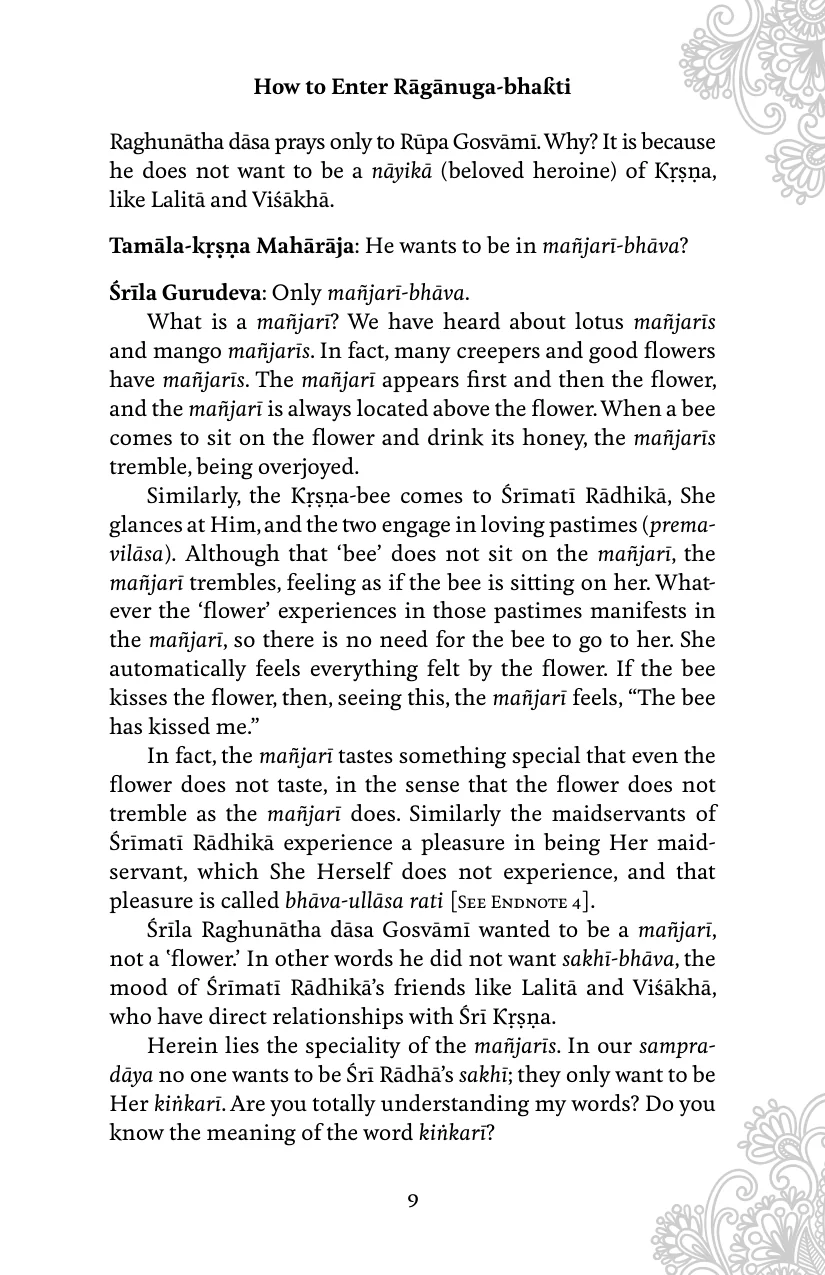 How to Enter Rāgānuga-bhakti
Raghunātha dāsa prays only to Rūpa Gosvāmī. Why? It is because
he does not want to be a nāyikā (beloved heroine) of Kṛṣṇa,
like Lalitā and Viśākhā.
Tamāla-kṛṣṇa Mahārāja: He wants to be in mañjarī-bhāva?
Śrīla Gurudeva: Only mañjarī-bhāva.
What is a mañjarī? We have heard about lotus mañjarīs
and mango mañjarīs. In fact, many creepers and good flowers
have mañjarīs. The mañjarī appears first and then the flower,
and the mañjarī is always located above the flower. When a bee
comes to sit on the flower and drink its honey, the mañjarīs
tremble, being overjoyed.
Similarly, the Kṛṣṇa-bee comes to Śrīmatī Rādhikā, She
glances at Him, and the two engage in loving pastimes (prema-
vilāsa). Although that ‘bee’ does not sit on the mañjarī, the
mañjarī trembles, feeling as if the bee is sitting on her. What-
ever the ‘flower’ experiences in those pastimes manifests in
the mañjarī, so there is no need for the bee to go to her. She
automatically feels everything felt by the flower. If the bee
kisses the flower, then, seeing this, the mañjarī feels, “The bee
has kissed me.”
In fact, the mañjarī tastes something special that even the
flower does not taste, in the sense that the flower does not
tremble as the mañjarī does. Similarly the maidservants of
Śrīmatī Rādhikā experience a pleasure in being Her maid-
servant, which She Herself does not experience, and that
pleasure is called bhāva-ullāsa rati [See Endnote 4].
Śrīla Raghunātha dāsa Gosvāmī wanted to be a mañjarī,
not a ‘flower.’ In other words he did not want sakhī-bhāva, the
mood of Śrīmatī Rādhikā’s friends like Lalitā and Viśākhā,
who have direct relationships with Śrī Kṛṣṇa.
Herein lies the speciality of the mañjarīs. In our sampra-
dāya no one wants to be Śrī Rādhā’s sakhī; they only want to be
Her kiṅkarī. Are you totally understanding my words? Do you
know the meaning of the word kiṅkarī?
9